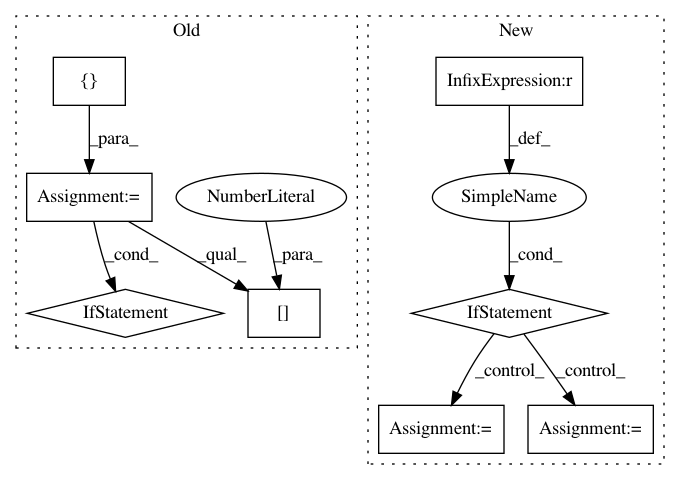 Old
New
{}
InfixExpression:r
_para_
_def_
Assignment:=
NumberLiteral
SimpleName
_cond_
_qual_
_para_
_cond_
IfStatement
[]
IfStatement
_control_
_control_
Assignment:=
Assignment:=